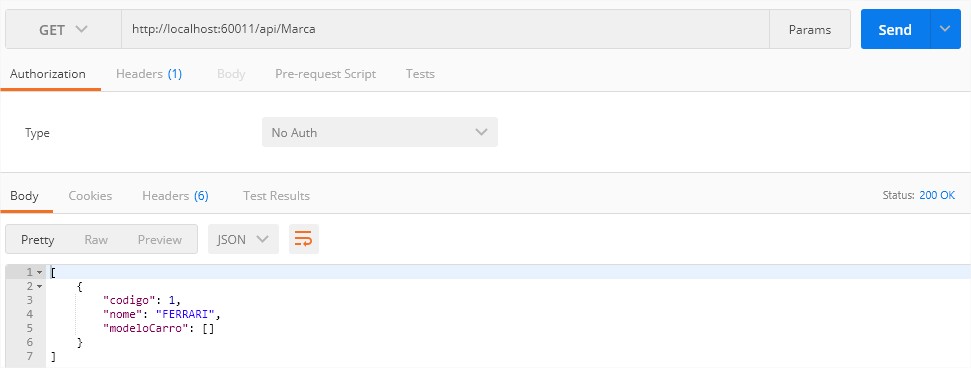 GET http://localhost:60011/api/Marca Params Send
Authorization Headers (1) Body Pre-request Script Tests
Type No Auth
Body Cookies Headers (6) Test Results Status: 200 OK
Pretty Raw Preview JSON
1 [
2 {
3 "codigo": 1,
4 "nome": "FERRARI",
5 "modeloCarro": []
6 }
7 ]